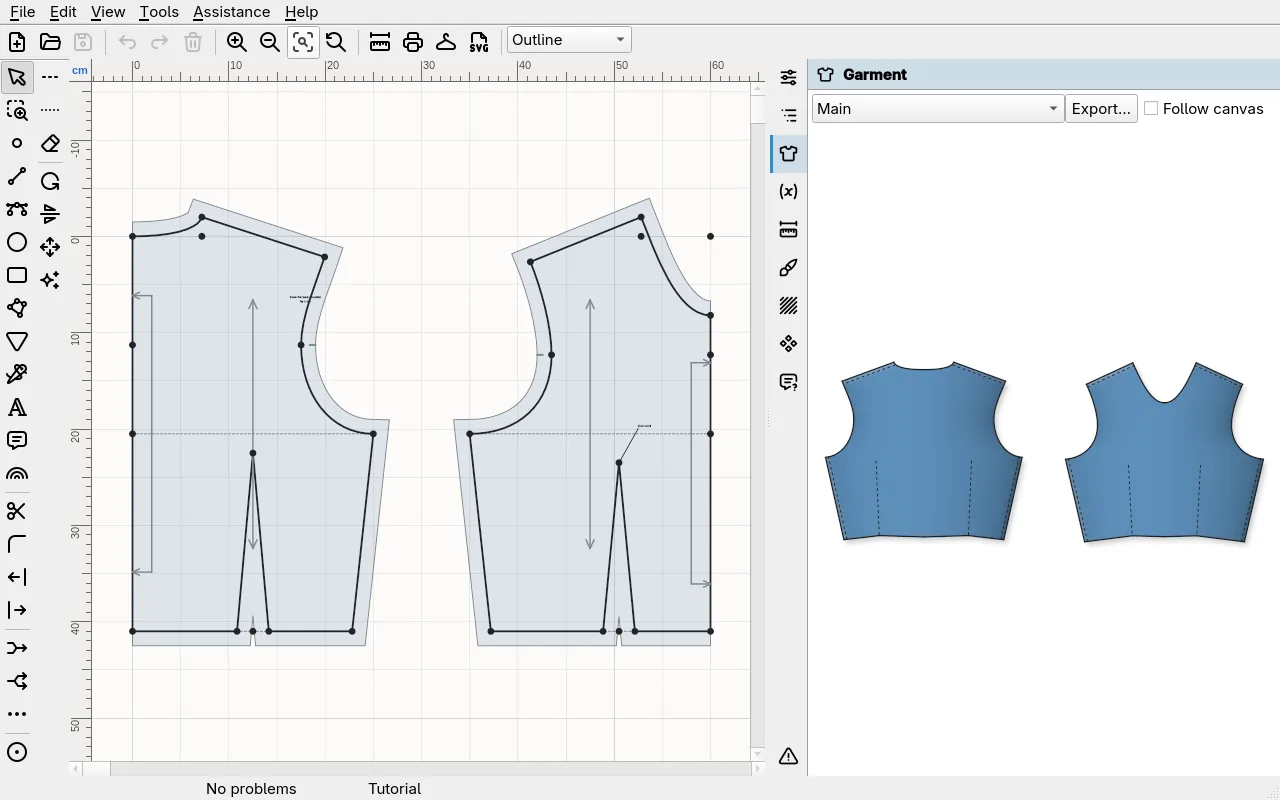 File Edit View Tools Assistance Help
SVG
Outline
cm
0 10 20 30 40 50 60
-10
0
10
20
30
40
50
Garment
Main
Export...
Follow canvas
(x)
A
No problems
Tutorial